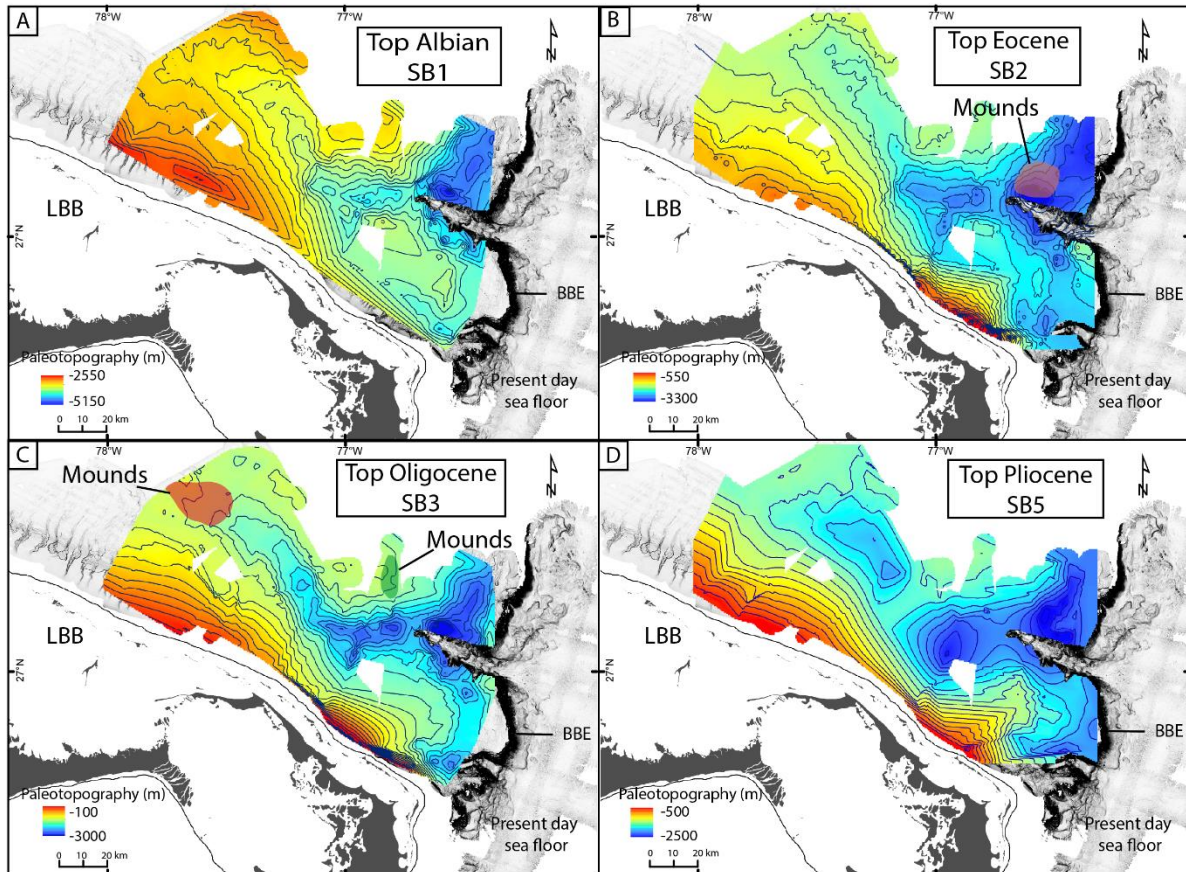 A
78°W
77°W
N
Top Albian
SB1
LBB
27°N
BBE
Paleotopography (m)
-2550
-5150
0 10 20 km
Present day
sea floor
B
78°W
77°W
N
Top Eocene
SB2
Mounds
LBB
27°N
BBE
Paleotopography (m)
-550
-3300
0 10 20 km
Present day
sea floor
C
78°W
77°W
N
Mounds
Top Oligocene
SB3
Mounds
LBB
27°N
BBE
Paleotopography (m)
-100
-3000
0 10 20 km
Present day
sea floor
D
78°W
77°W
N
Top Pliocene
SB5
LBB
27°N
BBE
Paleotopography (m)
-500
-2500
0 10 20 km
Present day
sea floor